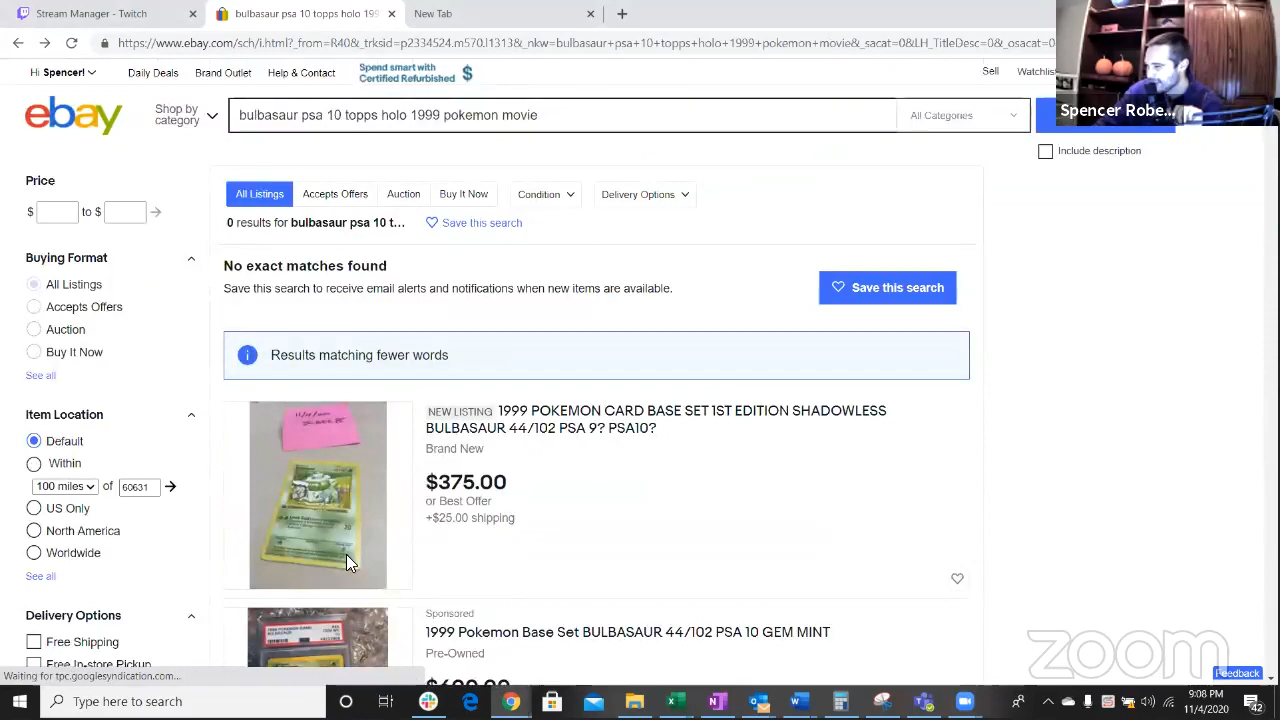 Stream Manager - Twitch
bulbasaur psa 10 topps holo 199
New Tab
https://www.ebay.com/sch/i.html?_from=R40&_trksid=p2334524.m570.l1313&_nkw=bulbasaur+psa+10+topps+holo+1999+pokemon+movie&_sacat=0&LH_TitleDesc=0&_osacat=0
Hi Spencer!
Daily Deals
Brand Outlet
Help & Contact
Spend smart with
Certified Refurbished
Sell
Watchlis
ebay
Shop by
category
bulbasaur psa 10 topps holo 1999 pokemon movie
All Categories
Spencer Robe...
Include description
Price
$ to $
All Listings
Accepts Offers
Auction
Buy It Now
Condition
Delivery Options
0 results for bulbasaur psa 10 t...
Save this search
Buying Format
All Listings
Accepts Offers
Auction
Buy It Now
See all
No exact matches found
Save this search to receive email alerts and notifications when new items are available.
Save this search
Results matching fewer words
Item Location
Default
Within
100 miles of 60631
US Only
North America
Worldwide
See all
NEW LISTING 1999 POKEMON CARD BASE SET 1ST EDITION SHADOWLESS
BULBASAUR 44/102 PSA 9? PSA10?
Brand New
$375.00
or Best Offer
+$25.00 shipping
Delivery Options
Free Shipping
Free In-store Pickup
Sponsored
1999 Pokemon Base Set BULBASAUR 44/102 PSA 10 GEM MINT
Pre-Owned
zoom
Feedback
Waiting for tpc.googlesyndication.com...
Type here to search
9:08 PM
11/4/2020
42